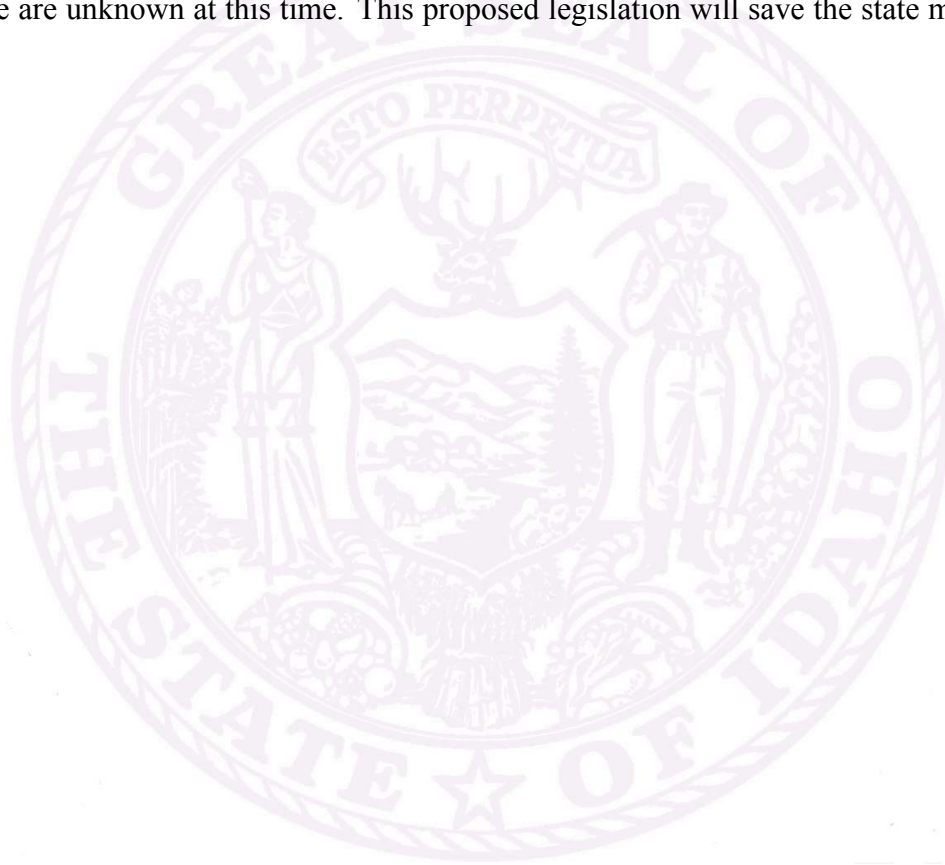 e are unknown at this time. This proposed legislation will save the state m
GREAT SEAL OF
ESTO PERPETUA
THE STATE OF IDAHO